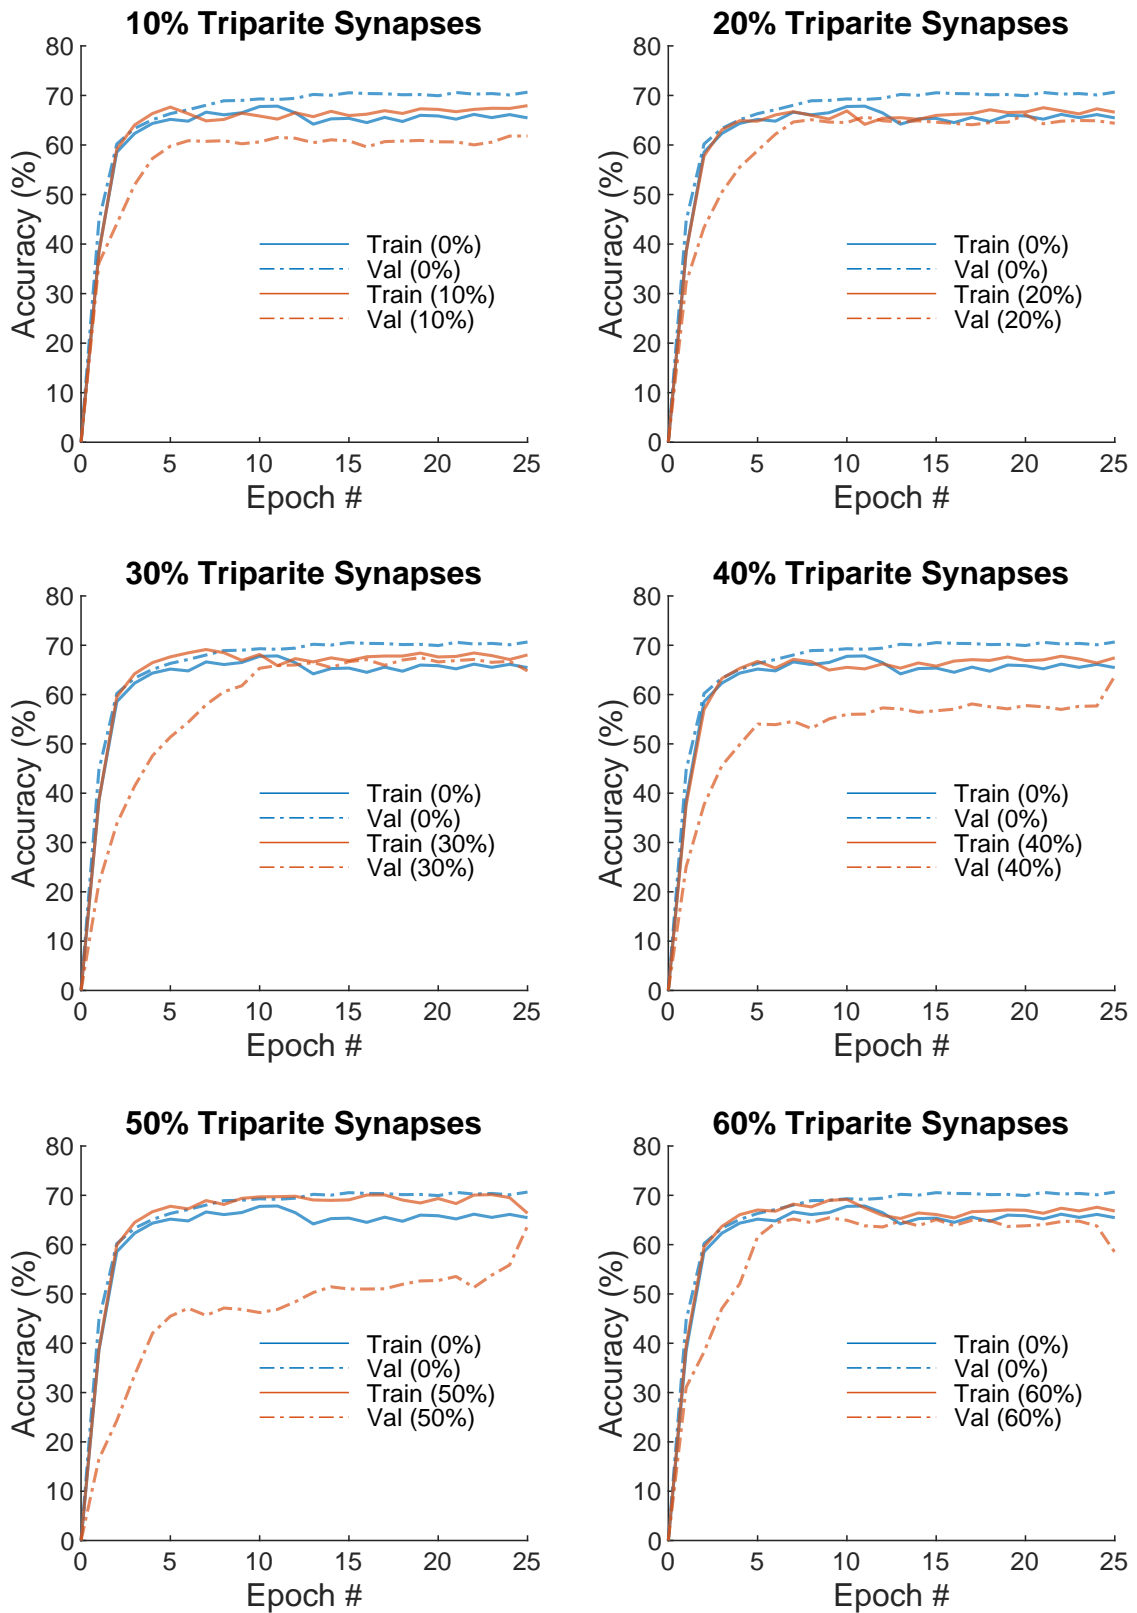 10% Triparite Synapses
80
70
60
50
40
30
20
10
0
Accuracy (%)
Train (0%)
Val (0%)
Train (10%)
Val (10%)
0 5 10 15 20 25
Epoch #
20% Triparite Synapses
80
70
60
50
40
30
20
10
0
Accuracy (%)
Train (0%)
Val (0%)
Train (20%)
Val (20%)
0 5 10 15 20 25
Epoch #
30% Triparite Synapses
80
70
60
50
40
30
20
10
0
Accuracy (%)
Train (0%)
Val (0%)
Train (30%)
Val (30%)
0 5 10 15 20 25
Epoch #
40% Triparite Synapses
80
70
60
50
40
30
20
10
0
Accuracy (%)
Train (0%)
Val (0%)
Train (40%)
Val (40%)
0 5 10 15 20 25
Epoch #
50% Triparite Synapses
80
70
60
50
40
30
20
10
0
Accuracy (%)
Train (0%)
Val (0%)
Train (50%)
Val (50%)
0 5 10 15 20 25
Epoch #
60% Triparite Synapses
80
70
60
50
40
30
20
10
0
Accuracy (%)
Train (0%)
Val (0%)
Train (60%)
Val (60%)
0 5 10 15 20 25
Epoch #